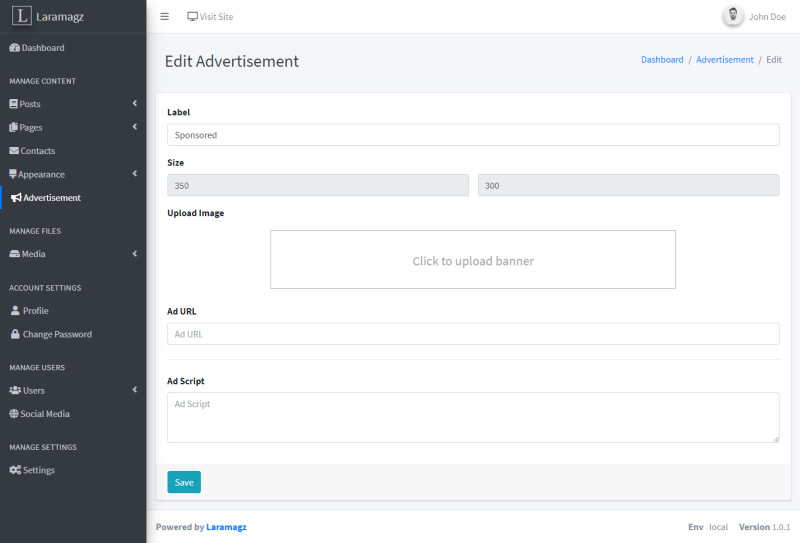 L Laramagz
Visit Site
John Doe
Dashboard
MANAGE CONTENT
Posts
Pages
Contacts
Appearance
Advertisement
MANAGE FILES
Media
ACCOUNT SETTINGS
Profile
Change Password
MANAGE USERS
Users
Social Media
MANAGE SETTINGS
Settings
Edit Advertisement
Dashboard / Advertisement / Edit
Label
Sponsored
Size
350 300
Upload Image
Click to upload banner
Ad URL
Ad URL
Ad Script
Ad Script
Save
Powered by Laramagz
Env local Version 1.0.1